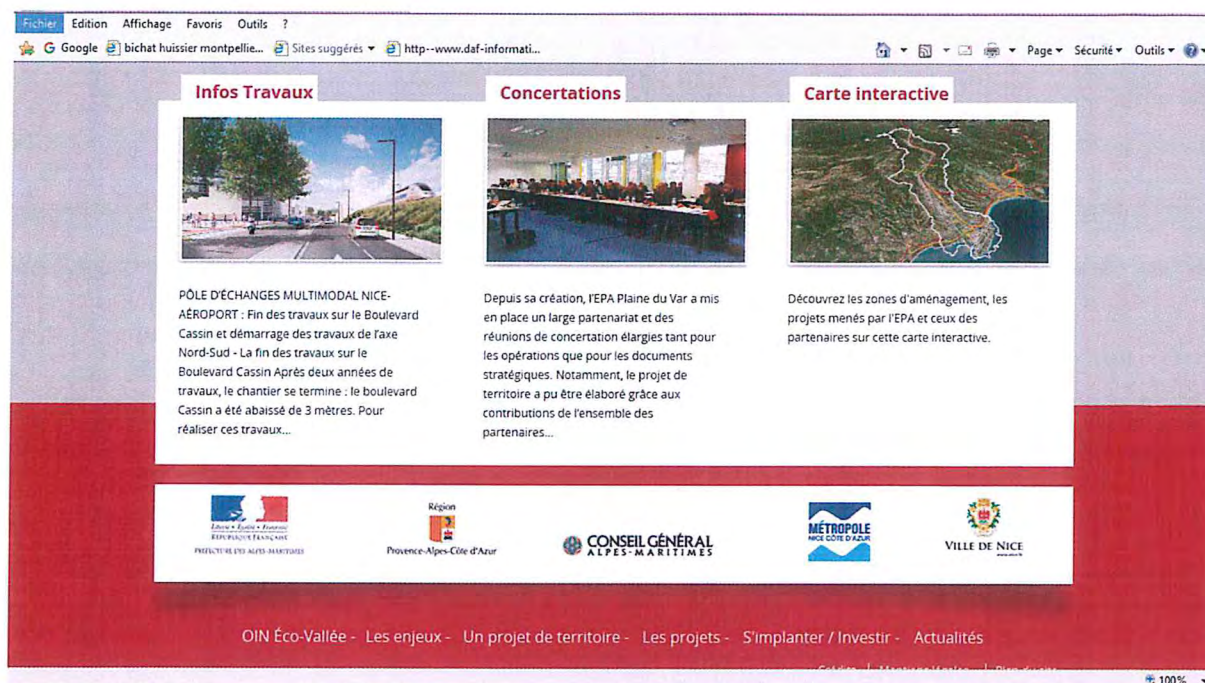 Fichier Edition Affichage Favoris Outils ?
Google bichat huissier montpellie... Sites suggérés http--www.daf-informati... Page Sécurité Outils
Infos Travaux
PÔLE D'ÉCHANGES MULTIMODAL NICE-
AÉROPORT : Fin des travaux sur le Boulevard
Cassin et démarrage des travaux de l'axe
Nord-Sud - La fin des travaux sur le
Boulevard Cassin Après deux années de
travaux, le chantier se termine : le boulevard
Cassin a été abaissé de 3 mètres. Pour
réaliser ces travaux...
Concertations
Depuis sa création, l'EPA Plaine du Var a mis
en place un large partenariat et des
réunions de concertation élargies tant pour
les opérations que pour les documents
stratégiques. Notamment, le projet de
territoire a pu être élaboré grâce aux
contributions de l'ensemble des
partenaires...
Carte interactive
Découvrez les zones d'aménagement, les
projets menés par l'EPA et ceux des
partenaires sur cette carte interactive.
Liberté • Égalité • Fraternité
RÉPUBLIQUE FRANÇAISE
PRÉFECTURE DES ALPES-MARITIMES
Région
Provence-Alpes-Côte d'Azur
CONSEIL GÉNÉRAL
ALPES-MARITIMES
MÉTROPOLE
NICE CÔTE D'AZUR
VILLE DE NICE
www.nice.fr
OIN Éco-Vallée - Les enjeux - Un projet de territoire - Les projets - S'implanter / Investir - Actualités
Crédits | Mentions légales | Plan du site
100%